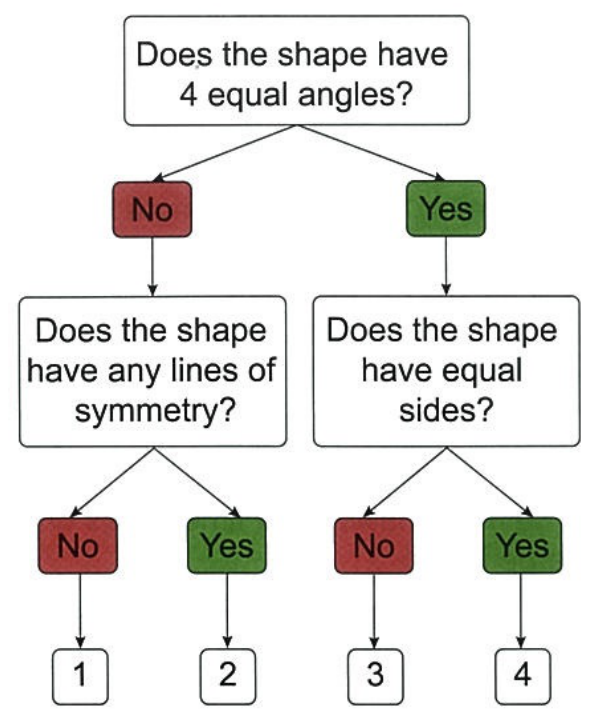 Does the shape have
4 equal angles?
No
Yes
Does the shape
have any lines of
symmetry?
Does the shape
have equal
sides?
No
Yes
No
Yes
1
2
3
4